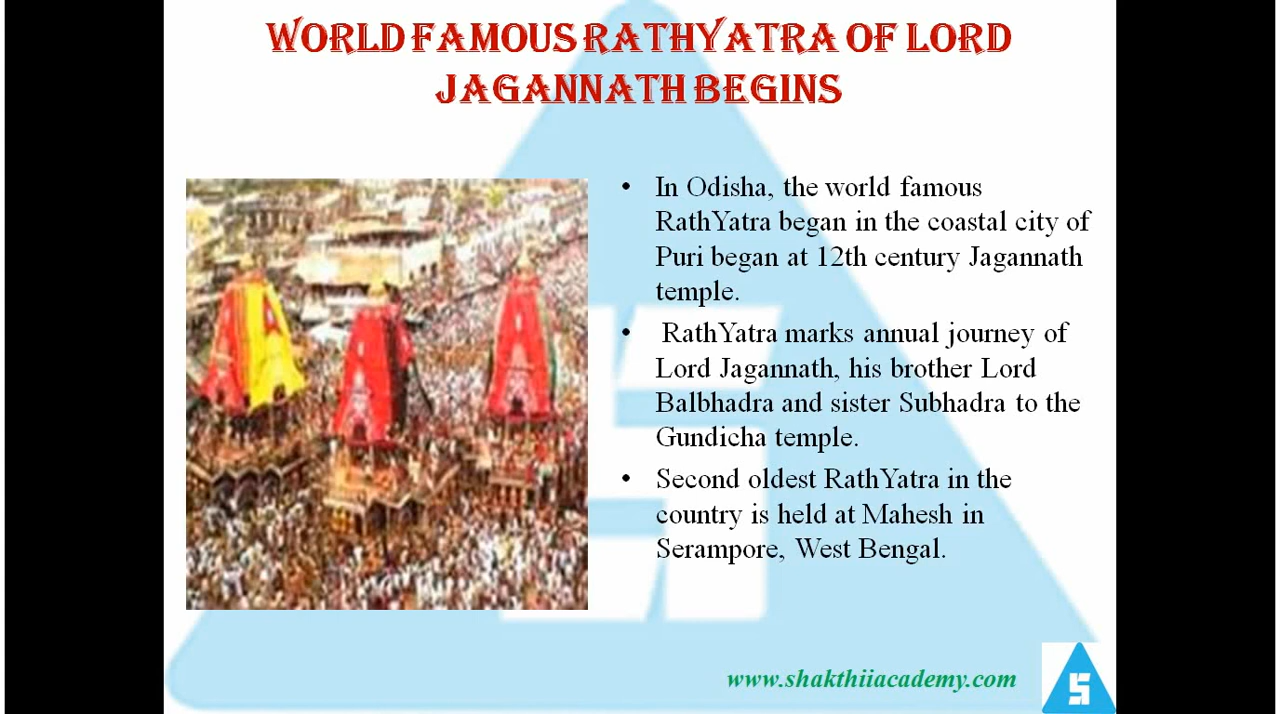 WORLD FAMOUS RATHYATRA OF LORD
JAGANNATH BEGINS
• In Odisha, the world famous
RathYatra began in the coastal city of
Puri began at 12th century Jagannath
temple.
• RathYatra marks annual journey of
Lord Jagannath, his brother Lord
Balbhadra and sister Subhadra to the
Gundicha temple.
• Second oldest RathYatra in the
country is held at Mahesh in
Serampore, West Bengal.
www.shakthiiacademy.com